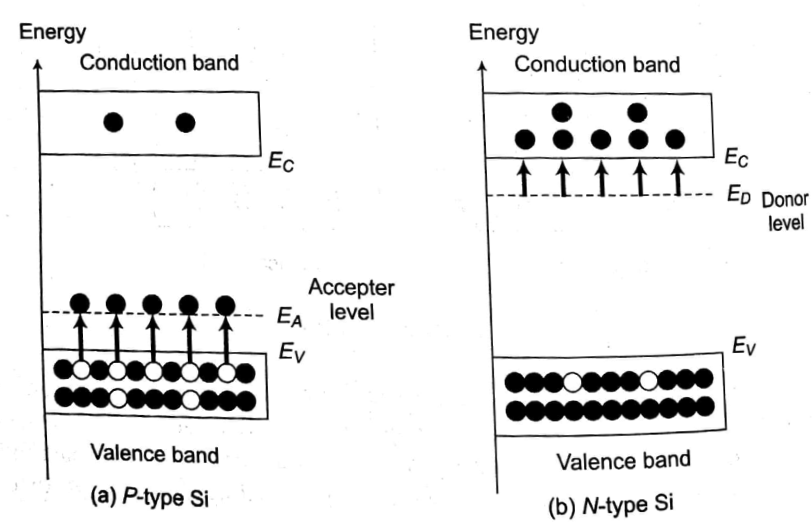 Energy
Conduction band
E_C
Accepter
level
E_A
E_V
Valence band
(a) P-type Si
Energy
Conduction band
E_C
E_D Donor
level
E_V
Valence band
(b) N-type Si